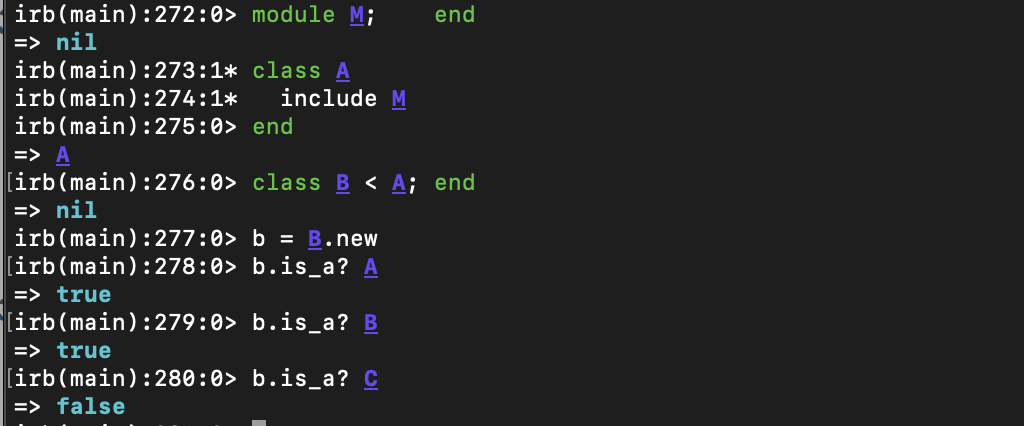 irb(main):272:0> module M;    end
=> nil
irb(main):273:1* class A
irb(main):274:1*   include M
irb(main):275:0> end
=> A
irb(main):276:0> class B < A; end
=> nil
irb(main):277:0> b = B.new
irb(main):278:0> b.is_a? A
=> true
irb(main):279:0> b.is_a? B
=> true
irb(main):280:0> b.is_a? C
=> false